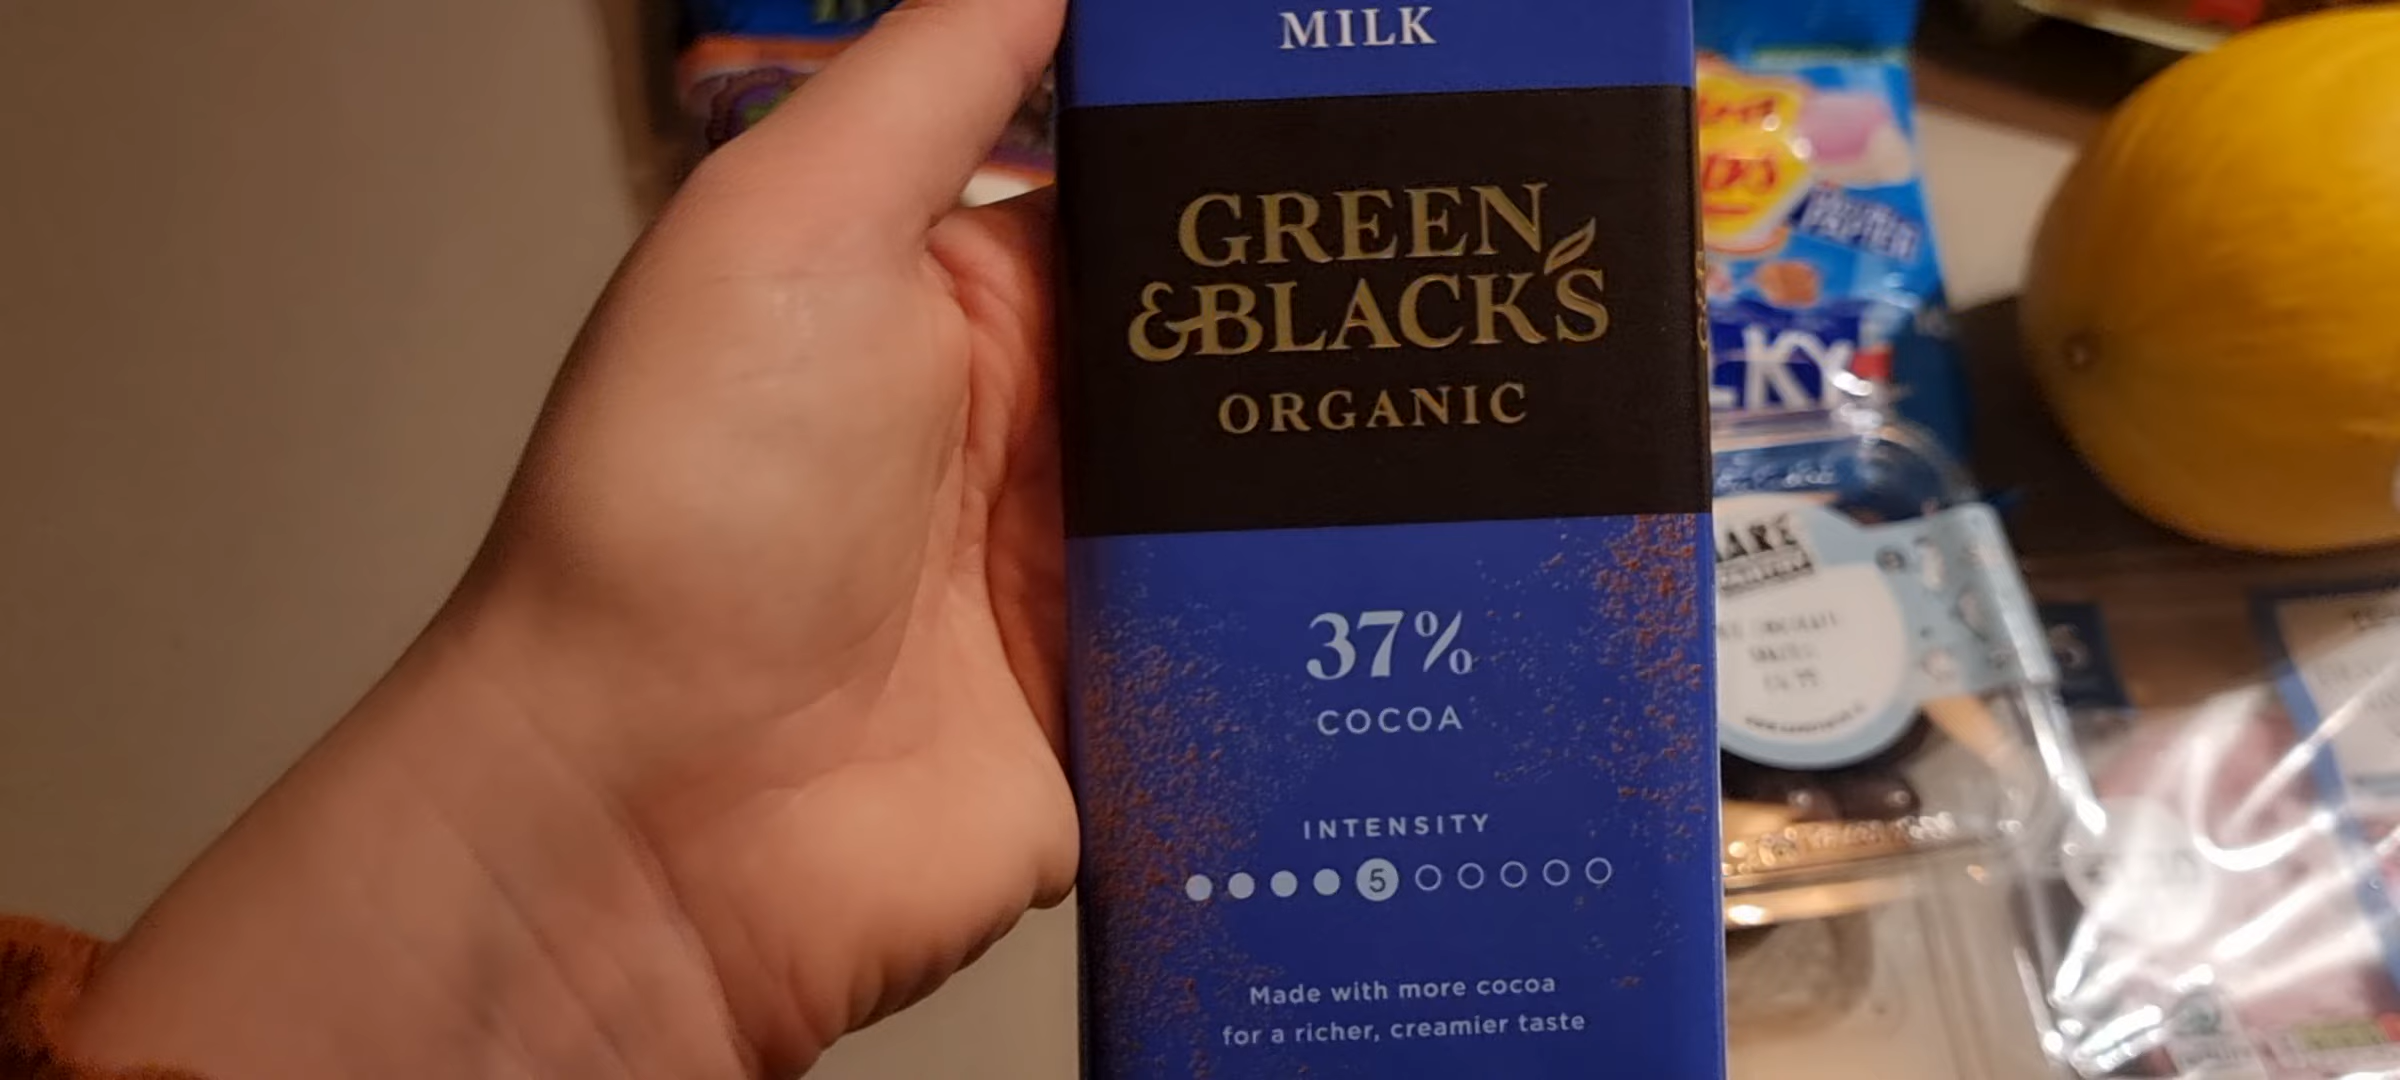 MILK
GREEN
&BLACK'S
ORGANIC
37%
COCOA
INTENSITY
5
Made with more cocoa
for a richer, creamier taste